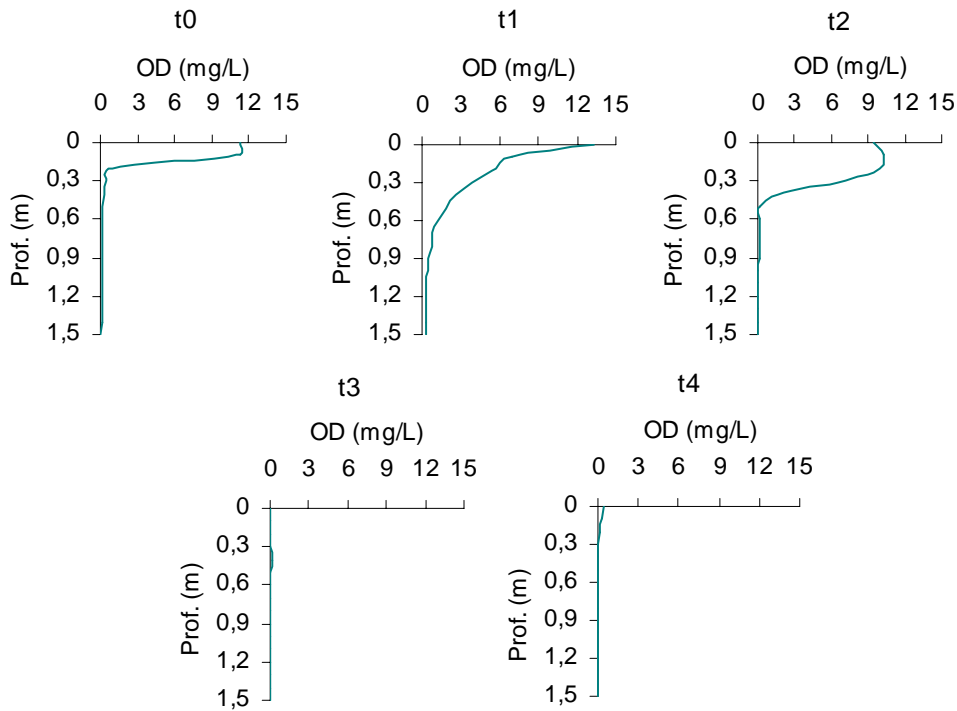 t0
OD (mg/L)
0 3 6 9 12 15
0
0,3
0,6
0,9
1,2
1,5
Prof. (m)
t1
OD (mg/L)
0 3 6 9 12 15
0
0,3
0,6
0,9
1,2
1,5
Prof. (m)
t2
OD (mg/L)
0 3 6 9 12 15
0
0,3
0,6
0,9
1,2
1,5
Prof. (m)
t3
OD (mg/L)
0 3 6 9 12 15
0
0,3
0,6
0,9
1,2
1,5
Prof. (m)
t4
OD (mg/L)
0 3 6 9 12 15
0
0,3
0,6
0,9
1,2
1,5
Prof. (m)